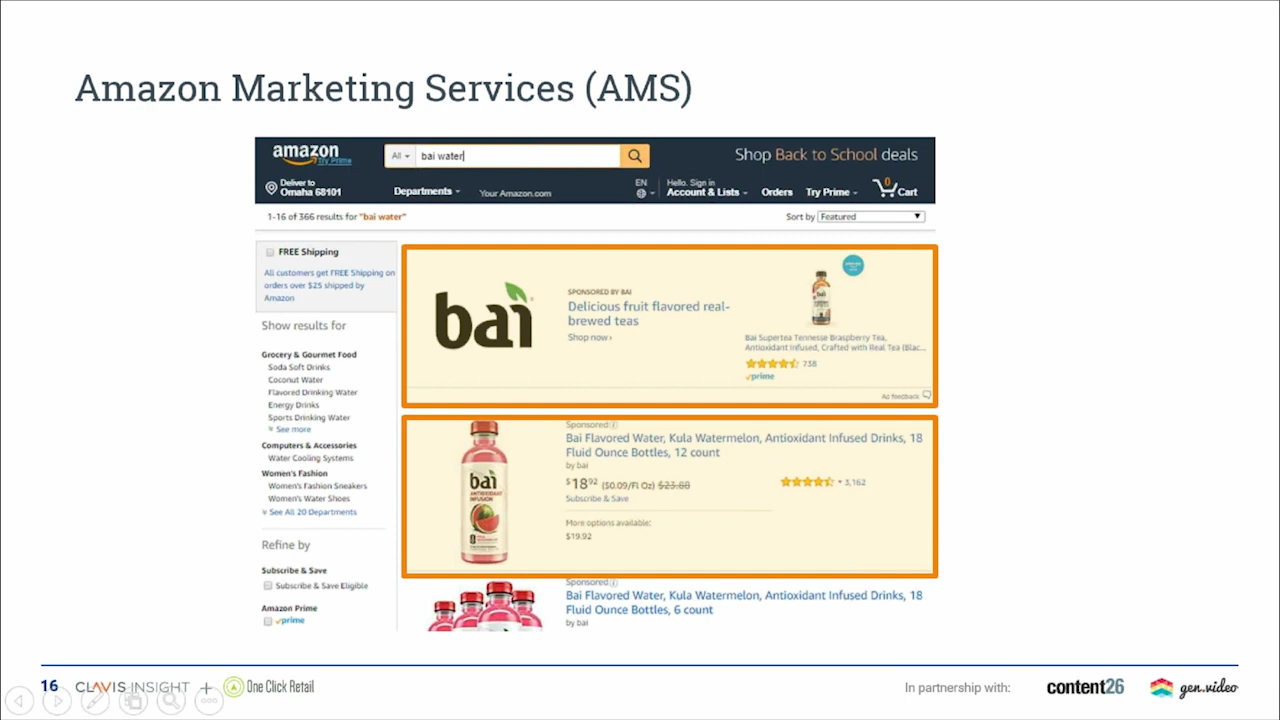 Amazon Marketing Services (AMS)
amazon
Try Prime
All
bai water
Shop Back to School deals
Deliver to
Omaha 68101
Departments
Your Amazon.com
EN
Hello. Sign in
Account & Lists
Orders
Try Prime
0
Cart
1-16 of 366 results for "bai water"
Sort by Featured
FREE Shipping
All customers get FREE Shipping on
orders over $25 shipped by
Amazon
Show results for
Grocery & Gourmet Food
Soda Soft Drinks
Coconut Water
Flavored Drinking Water
Energy Drinks
Sports Drinking Water
See more
Computers & Accessories
Water Cooling Systems
Women's Fashion
Women's Fashion Sneakers
Women's Water Shoes
See All 20 Departments
Refine by
Subscribe & Save
Subscribe & Save Eligible
Amazon Prime
prime
bai
SPONSORED BY BAI
Delicious fruit flavored real-
brewed teas
Shop now ›
bai
Bai Supertea Tennesse Braspberry Tea,
Antioxidant Infused, Crafted with Real Tea (Blac...
738
prime
Ad feedback
Sponsored
Bai Flavored Water, Kula Watermelon, Antioxidant Infused Drinks, 18
Fluid Ounce Bottles, 12 count
by bai
$18.92 ($0.09/Fl Oz) $23.88
Subscribe & Save
More options available:
$19.92
3,162
bai
ANTIOXIDANT
INFUSION
Sponsored
Bai Flavored Water, Kula Watermelon, Antioxidant Infused Drinks, 18
Fluid Ounce Bottles, 6 count
by bai
16
CLAVIS INSIGHT + One Click Retail
In partnership with:
content26
gen.video